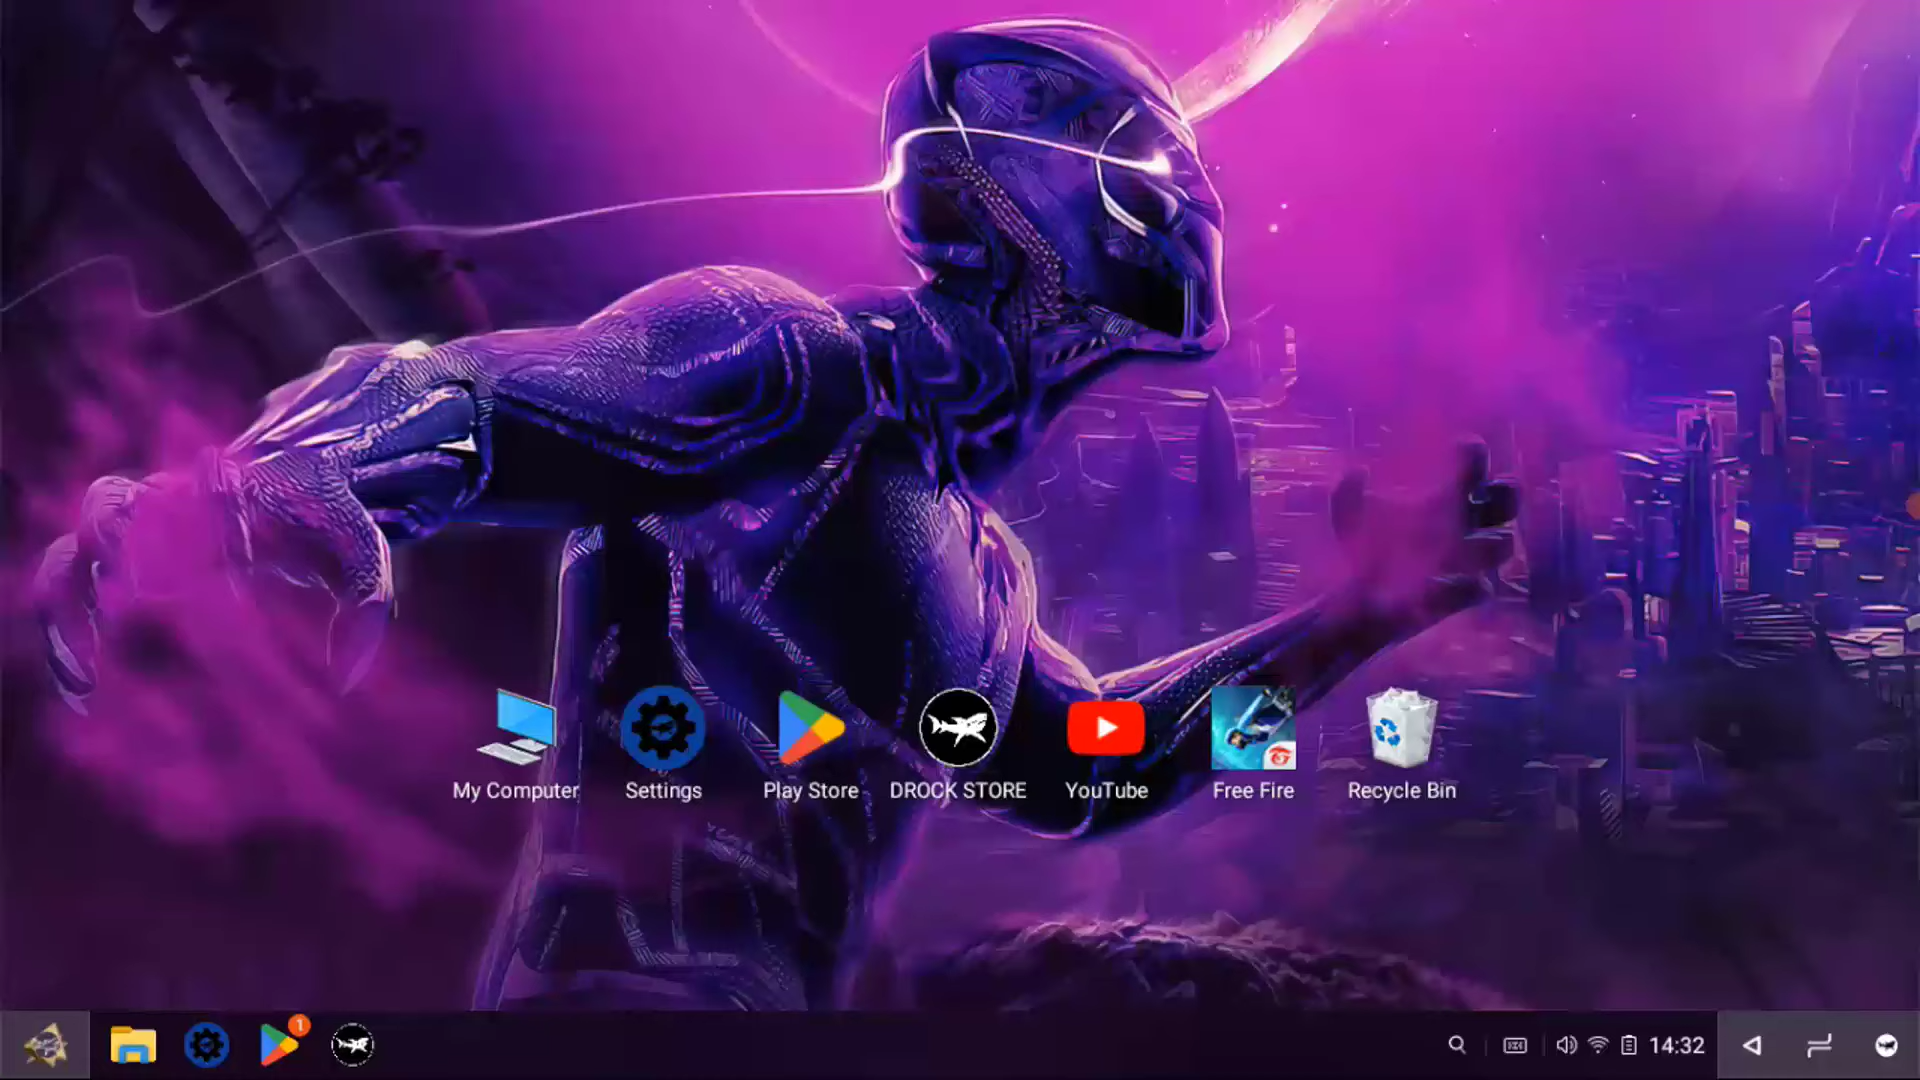 My Computer
Settings
Play Store
DROCK STORE
YouTube
Free Fire
Recycle Bin
1
14:32